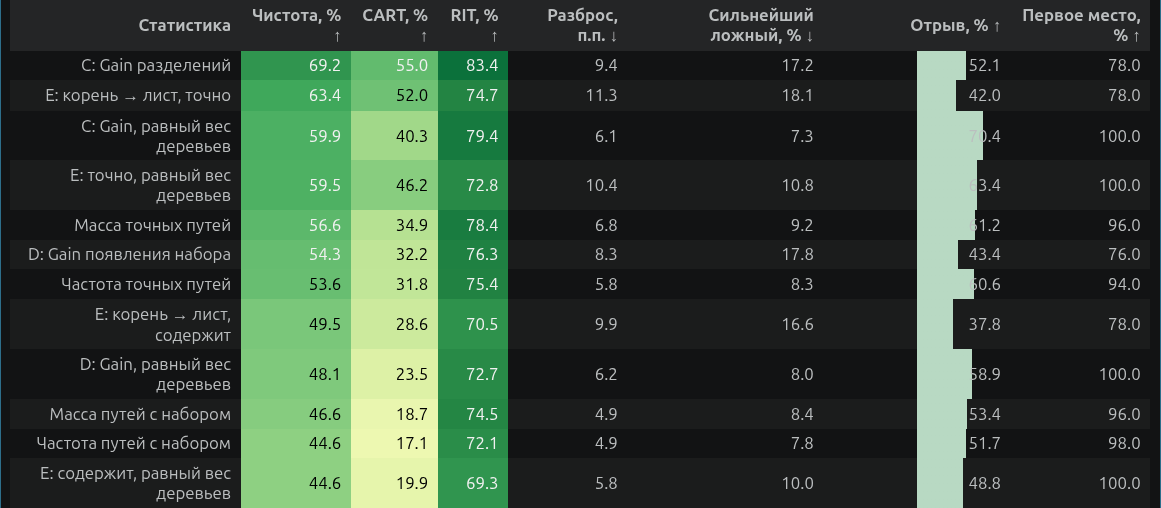 Статистика Чистота, % ↑ CART, % ↑ RIT, % ↑ Разброс, п.п. ↓ Сильнейший ложный, % ↓ Отрыв, % ↑ Первое место, % ↑
C: Gain разделений 69.2 55.0 83.4 9.4 17.2 52.1 78.0
E: корень → лист, точно 63.4 52.0 74.7 11.3 18.1 42.0 78.0
C: Gain, равный вес деревьев 59.9 40.3 79.4 6.1 7.3 70.4 100.0
E: точно, равный вес деревьев 59.5 46.2 72.8 10.4 10.8 63.4 100.0
Масса точных путей 56.6 34.9 78.4 6.8 9.2 61.2 96.0
D: Gain появления набора 54.3 32.2 76.3 8.3 17.8 43.4 76.0
Частота точных путей 53.6 31.8 75.4 5.8 8.3 60.6 94.0
E: корень → лист, содержит 49.5 28.6 70.5 9.9 16.6 37.8 78.0
D: Gain, равный вес деревьев 48.1 23.5 72.7 6.2 8.0 58.9 100.0
Масса путей с набором 46.6 18.7 74.5 4.9 8.4 53.4 96.0
Частота путей с набором 44.6 17.1 72.1 4.9 7.8 51.7 98.0
E: содержит, равный вес деревьев 44.6 19.9 69.3 5.8 10.0 48.8 100.0